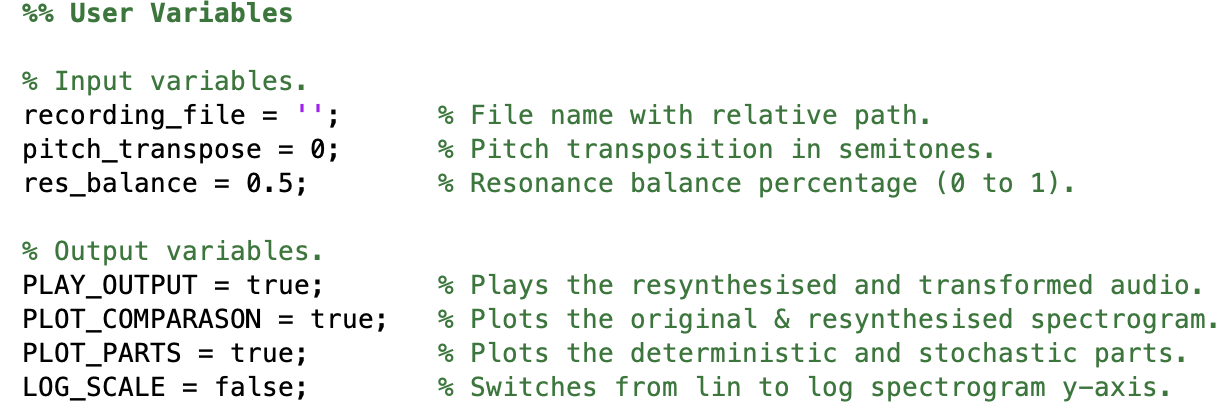 %% User Variables
% Input variables.
recording_file = '';      % File name with relative path.
pitch_transpose = 0;      % Pitch transposition in semitones.
res_balance = 0.5;        % Resonance balance percentage (0 to 1).
% Output variables.
PLAY_OUTPUT = true;       % Plays the resynthesised and transformed audio.
PLOT_COMPARASON = true;   % Plots the original & resynthesised spectrogram.
PLOT_PARTS = true;        % Plots the deterministic and stochastic parts.
LOG_SCALE = false;        % Switches from lin to log spectrogram y-axis.